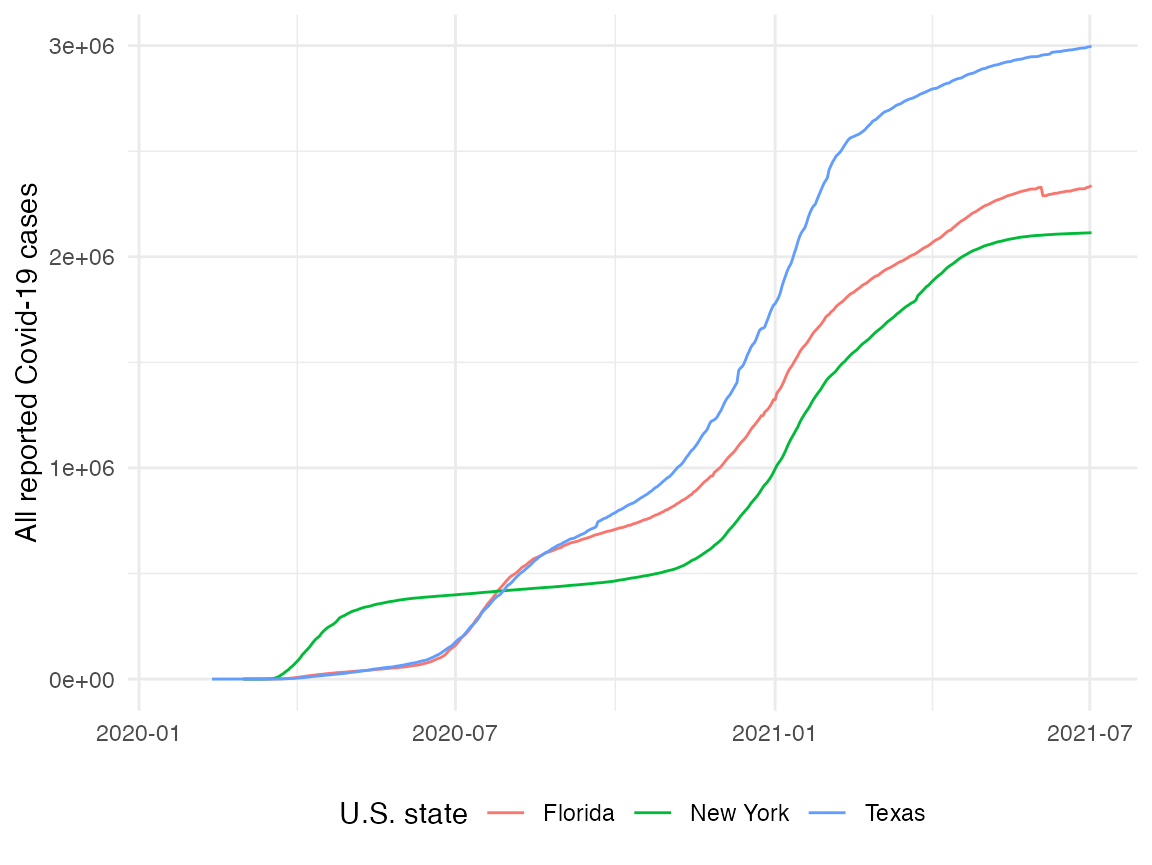 All reported Covid-19 cases
3e+06
2e+06
1e+06
0e+00
2020-01 2020-07 2021-01 2021-07
U.S. state Florida New York Texas